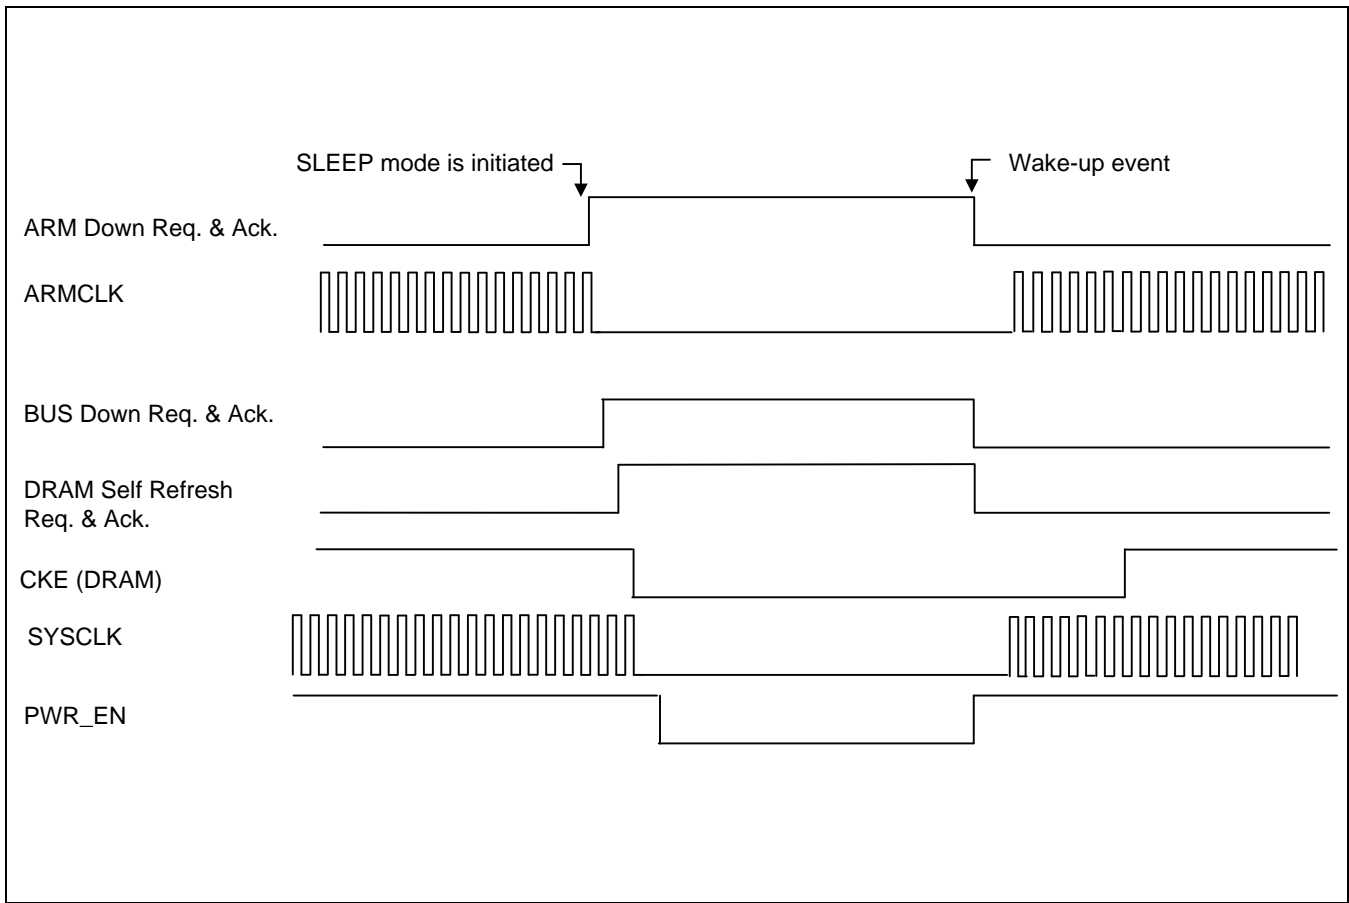 SLEEP mode is initiated
Wake-up event
ARM Down Req. & Ack.
ARMCLK
BUS Down Req. & Ack.
DRAM Self Refresh
Req. & Ack.
CKE (DRAM)
SYSCLK
PWR_EN